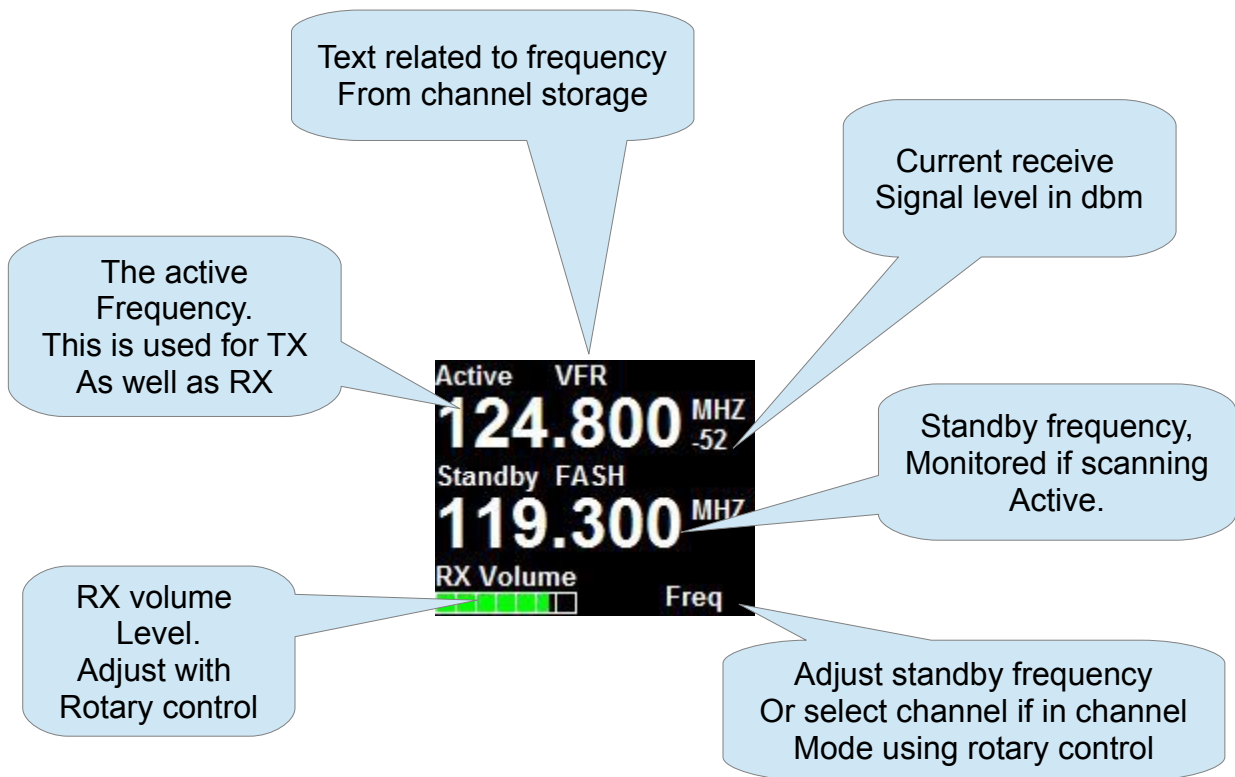 Text related to frequency
From channel storage
Current receive
Signal level in dbm
The active
Frequency.
This is used for TX
As well as RX
Active VFR
124.800 MHZ
-52
Standby FASH
119.300 MHZ
RX Volume
Freq
Standby frequency,
Monitored if scanning
Active.
RX volume
Level.
Adjust with
Rotary control
Adjust standby frequency
Or select channel if in channel
Mode using rotary control